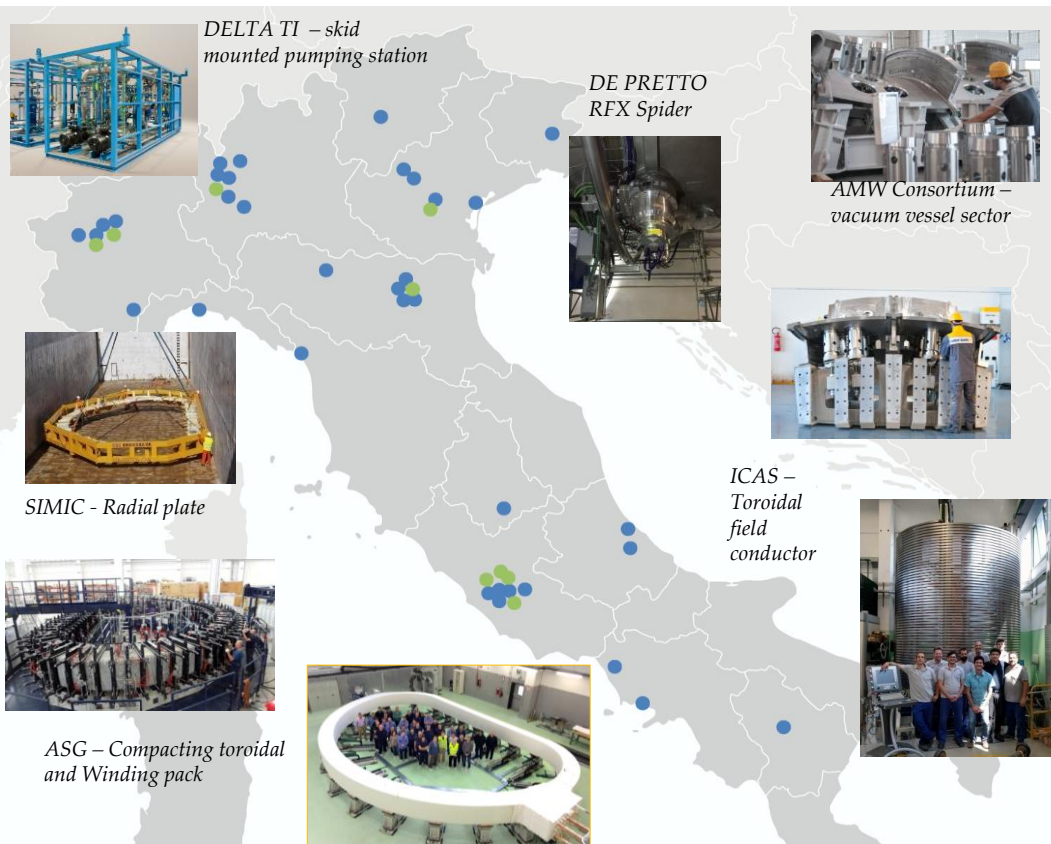 DELTA TI – skid
mounted pumping station
DE PRETTO
RFX Spider
AMW Consortium –
vacuum vessel sector
SIMIC - Radial plate
ICAS –
Toroidal
field
conductor
ASG – Compacting toroidal
and Winding pack